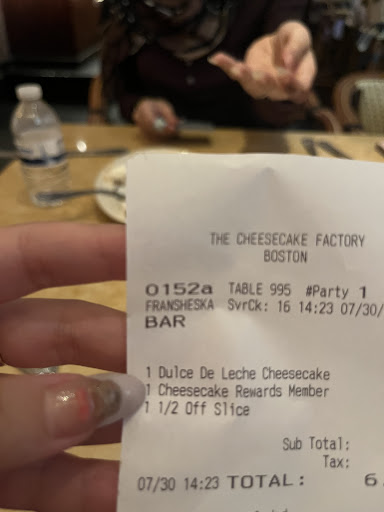 THE CHEESECAKE FACTORY
BOSTON
0152a TABLE 995 #Party 1
FRANSHESKA SvrCk: 16 14:23 07/30/
BAR
1 Dulce De Leche Cheesecake
1 Cheesecake Rewards Member
1 1/2 Off Slice
Sub Total:
Tax:
07/30 14:23 TOTAL: 6